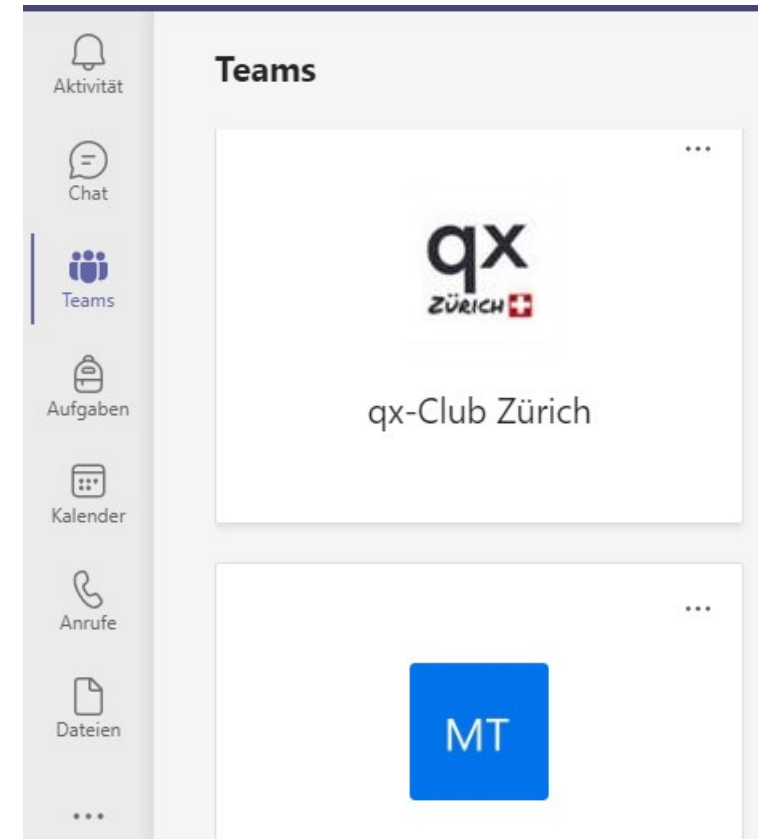 Aktivität
Chat
Teams
Aufgaben
Kalender
Anrufe
Dateien
Teams
qx
ZÜRICH
qx-Club Zürich
MT